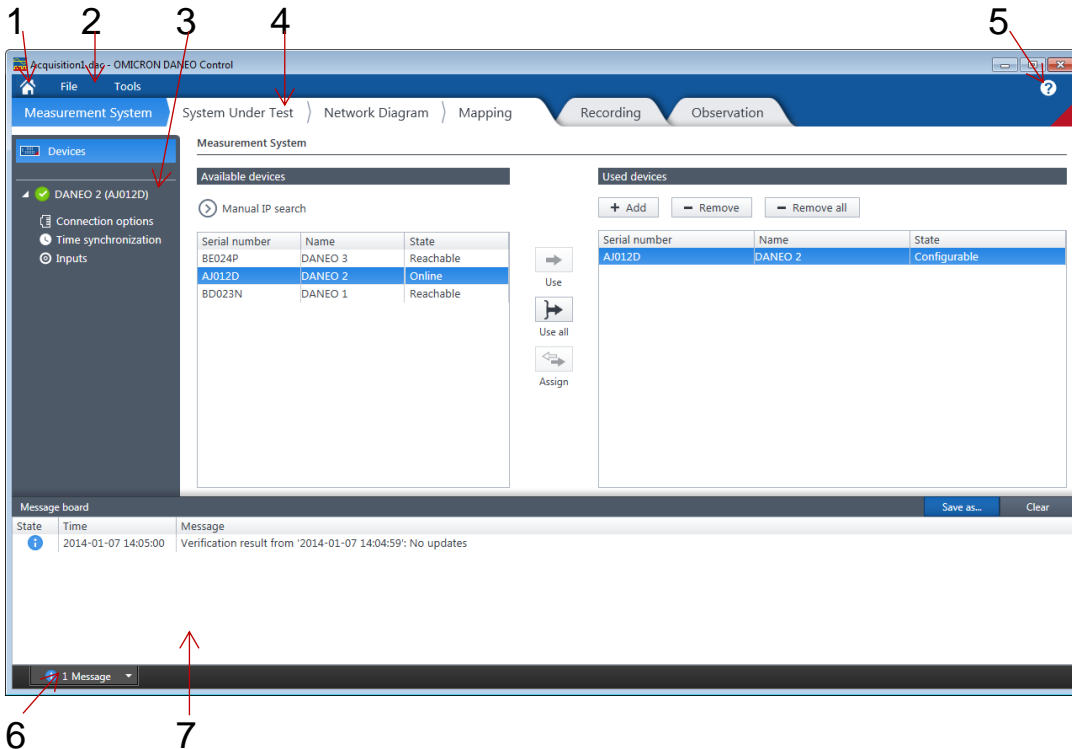 1 2 3 4 5
Acquisition1.dac - OMICRON DANEO Control
File Tools
Measurement System System Under Test Network Diagram Mapping Recording Observation
Devices
Measurement System
Available devices Used devices
DANEO 2 (AJ012D)
Manual IP search
+ Add − Remove − Remove all
Connection options
Time synchronization
Inputs
Serial number Name State
BE024P DANEO 3 Reachable
AJ012D DANEO 2 Online
BD023N DANEO 1 Reachable
Use
Use all
Assign
Serial number Name State
AJ012D DANEO 2 Configurable
Message board Save as... Clear
State Time Message
2014-01-07 14:05:00 Verification result from '2014-01-07 14:04:59': No updates
1 Message
6 7